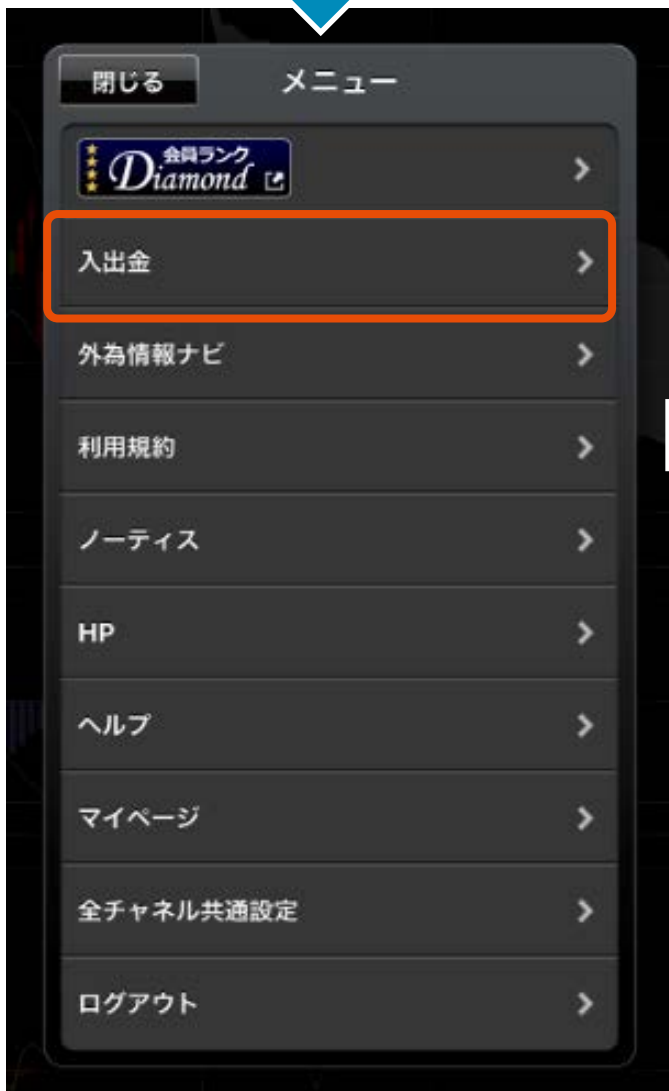 閉じる
メニュー
会員ランク
Diamond
入出金
外為情報ナビ
利用規約
ノーティス
HP
ヘルプ
マイページ
全チャネル共通設定
ログアウト